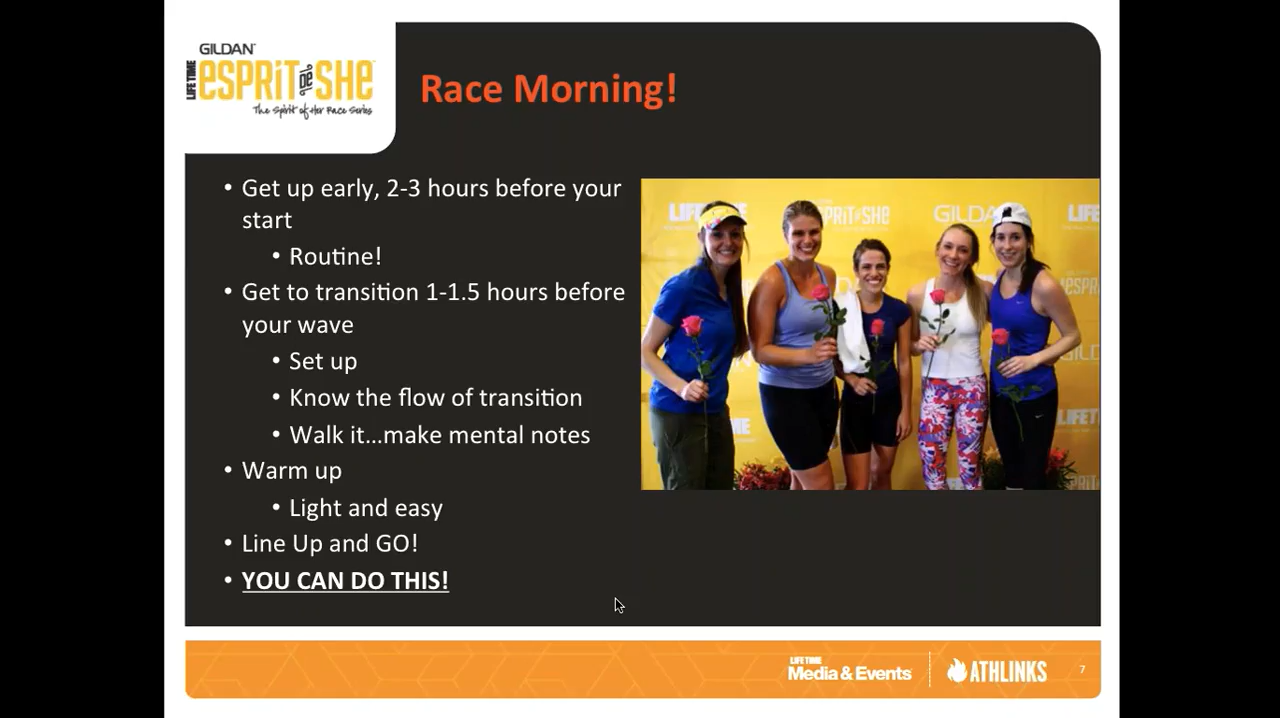 GILDAN
LIFE TIME
ESPRIT DE SHE
The Spirit of Her Race Series
Race Morning!
• Get up early, 2-3 hours before your
start
• Routine!
• Get to transition 1-1.5 hours before
your wave
• Set up
• Know the flow of transition
• Walk it...make mental notes
• Warm up
• Light and easy
• Line Up and GO!
• YOU CAN DO THIS!
LIFE TIME
Media & Events
ATHLINKS
7